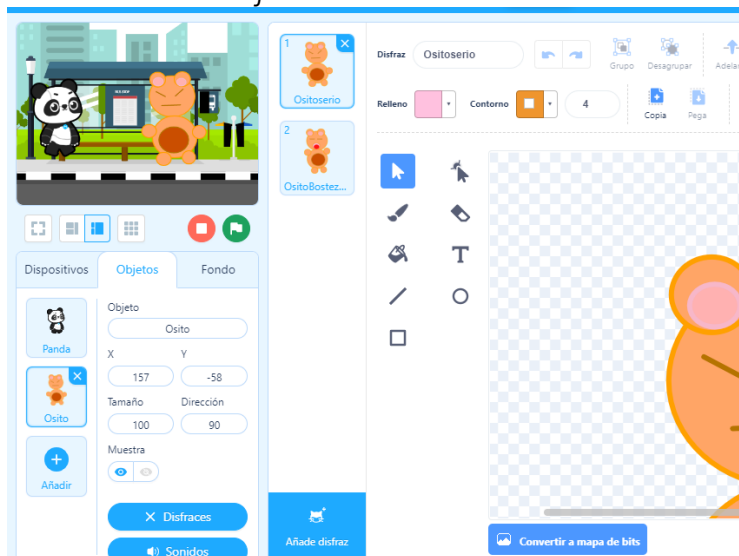 1
Ositoserio
2
OsitoBostez...
Disfraz
Ositoserio
Grupo
Desagrupar
Adela
Relleno
Contorno
4
Copia
Pega
Dispositivos
Objetos
Fondo
Panda
Osito
Añadir
Objeto
Osito
X Y
157 -58
Tamaño Dirección
100 90
Muestra
Disfraces
Sonidos
Añade disfraz
T
Convertir a mapa de bits